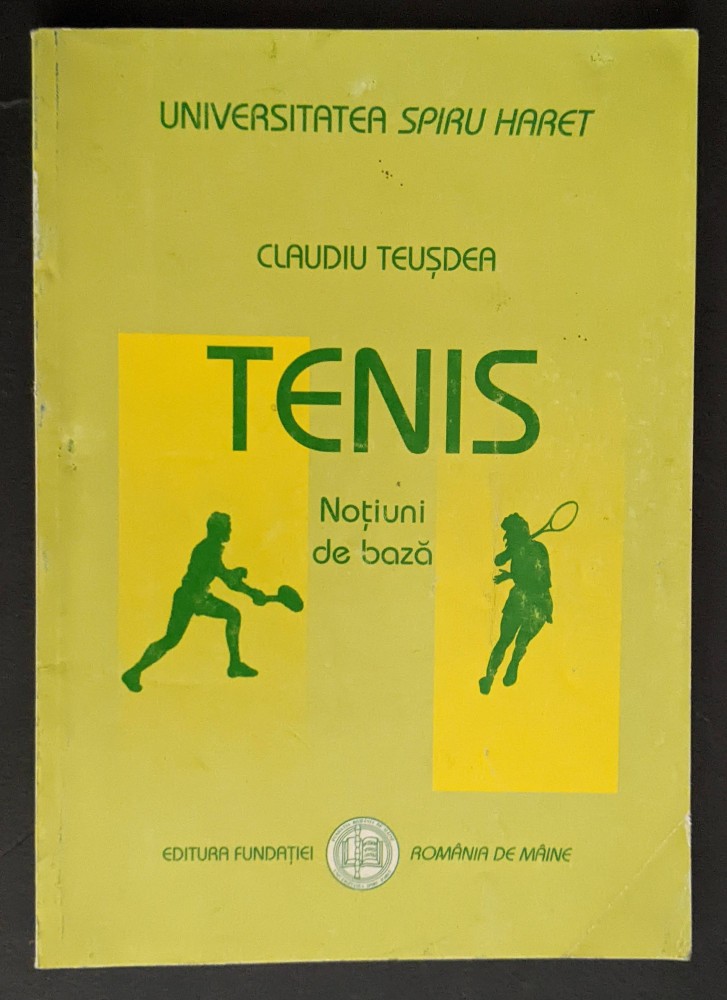 UNIVERSITATEA SPIRU HARET
CLAUDIU TEUȘDEA
TENIS
Noțiuni
de bază
EDITURA FUNDAȚIEI ROMÂNIA DE MÂINE